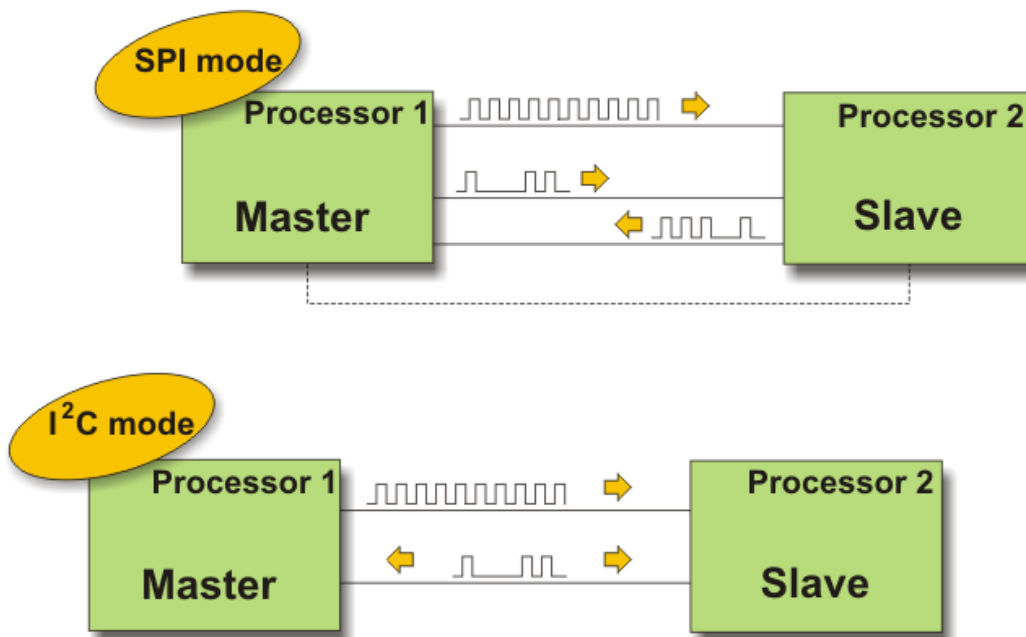 SPI mode
Processor 1
Master
Processor 2
Slave
I²C mode
Processor 1
Master
Processor 2
Slave